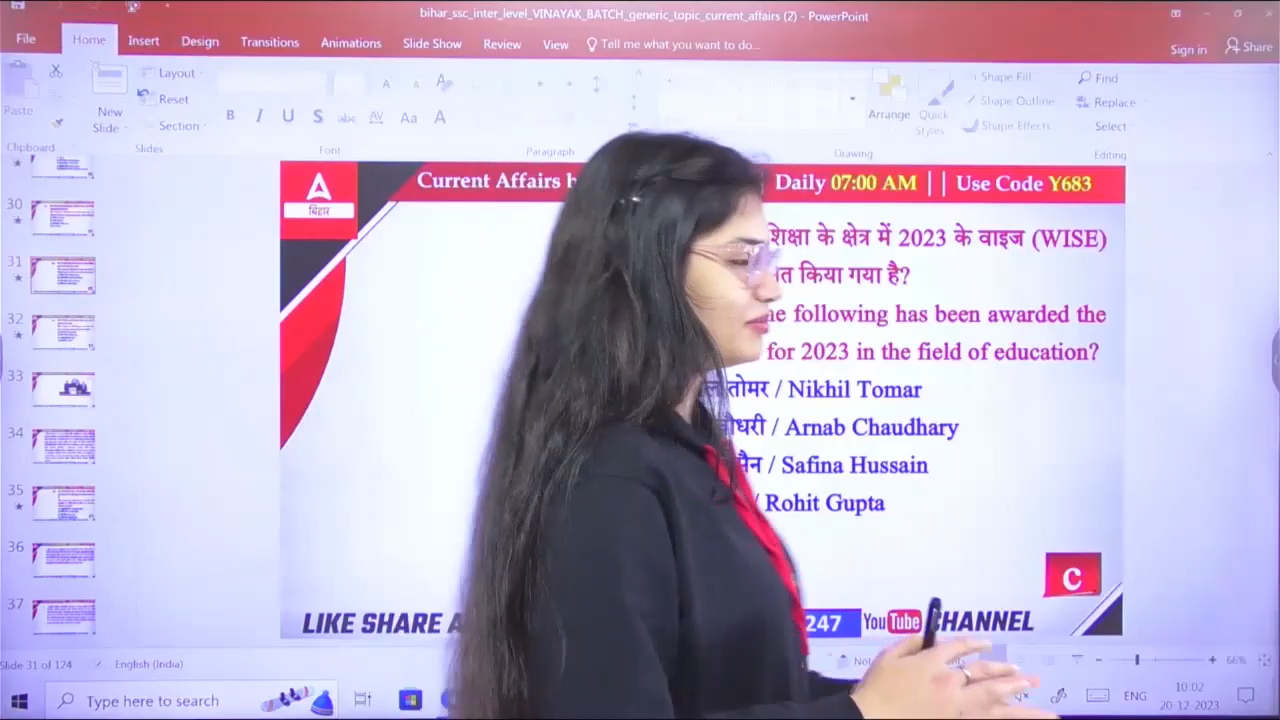 bihar_ssc_inter_level_VINAYAK_BATCH_generic_topic_current_affairs (2) - PowerPoint
File Home Insert Design Transitions Animations Slide Show Review View Tell me what you want to do... Sign in Share
Paste New Slide Layout Reset Section
B I U S abc AV Aa A
Arrange Quick Styles Shape Fill Shape Outline Shape Effects Find Replace Select
Clipboard Slides Font Paragraph Drawing Editing
30
31
32
33
34
35
36
37
बिहार
Current Affairs
Daily 07:00 AM || Use Code Y683
शिक्षा के क्षेत्र में 2023 के वाइज (WISE)
किया गया है?
following has been awarded the
for 2023 in the field of education?
तोमर / Nikhil Tomar
/ Arnab Chaudhary
/ Safina Hussain
/ Rohit Gupta
C
LIKE SHARE
247 YouTube CHANNEL
Slide 31 of 124 English (India) 66%
Type here to search
ENG
10:02
20-12-2023